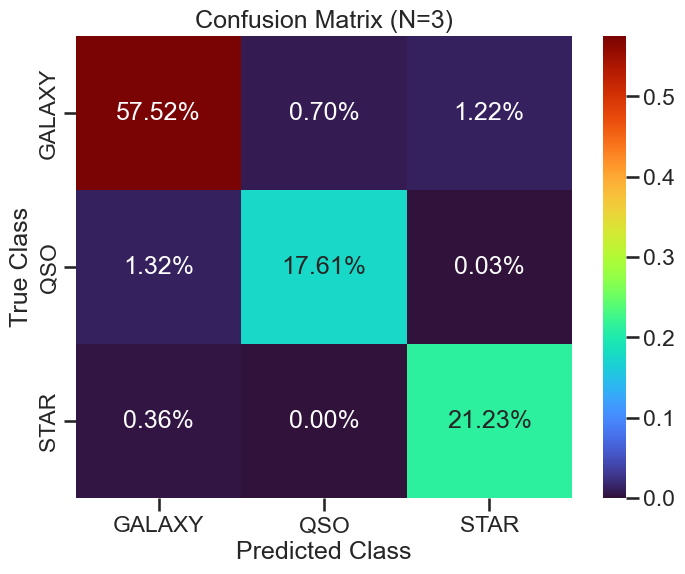 Confusion Matrix (N=3)
True Class
GALAXY
57.52% 0.70% 1.22%
QSO
1.32% 17.61% 0.03%
STAR
0.36% 0.00% 21.23%
GALAXY QSO STAR
Predicted Class
0.5
0.4
0.3
0.2
0.1
0.0